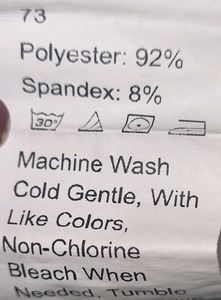 73
Polyester: 92%
Spandex: 8%
30°
Machine Wash
Cold Gentle, With
Like Colors,
Non-Chlorine
Bleach When
Needed, Tumble